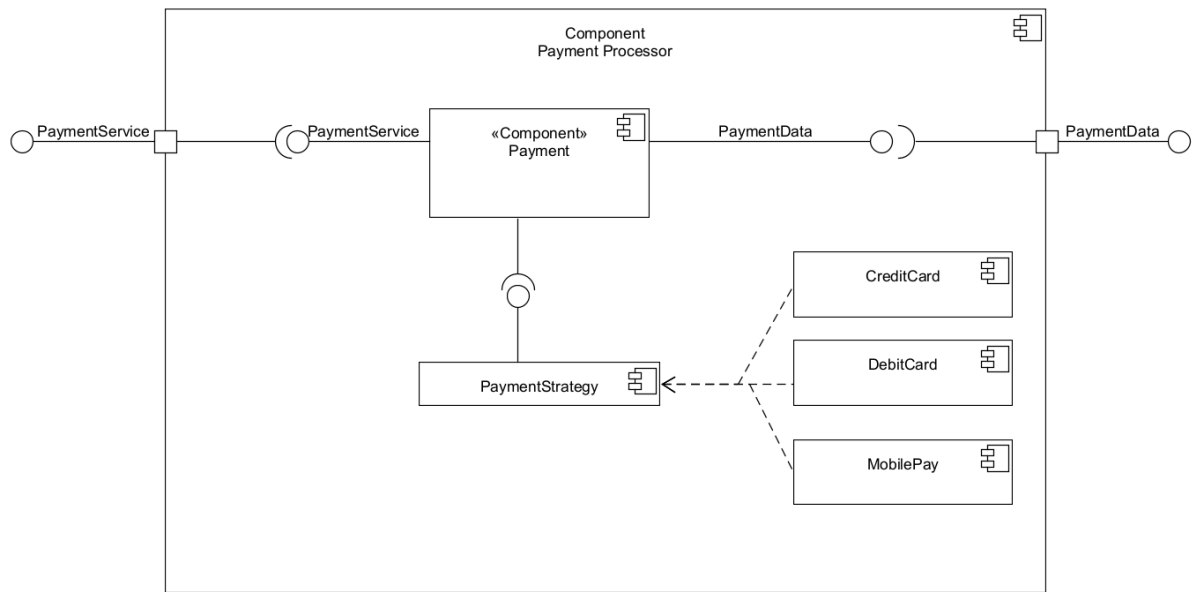 Component
Payment Processor
PaymentService
PaymentService
«Component»
Payment
PaymentData
PaymentData
CreditCard
DebitCard
PaymentStrategy
MobilePay